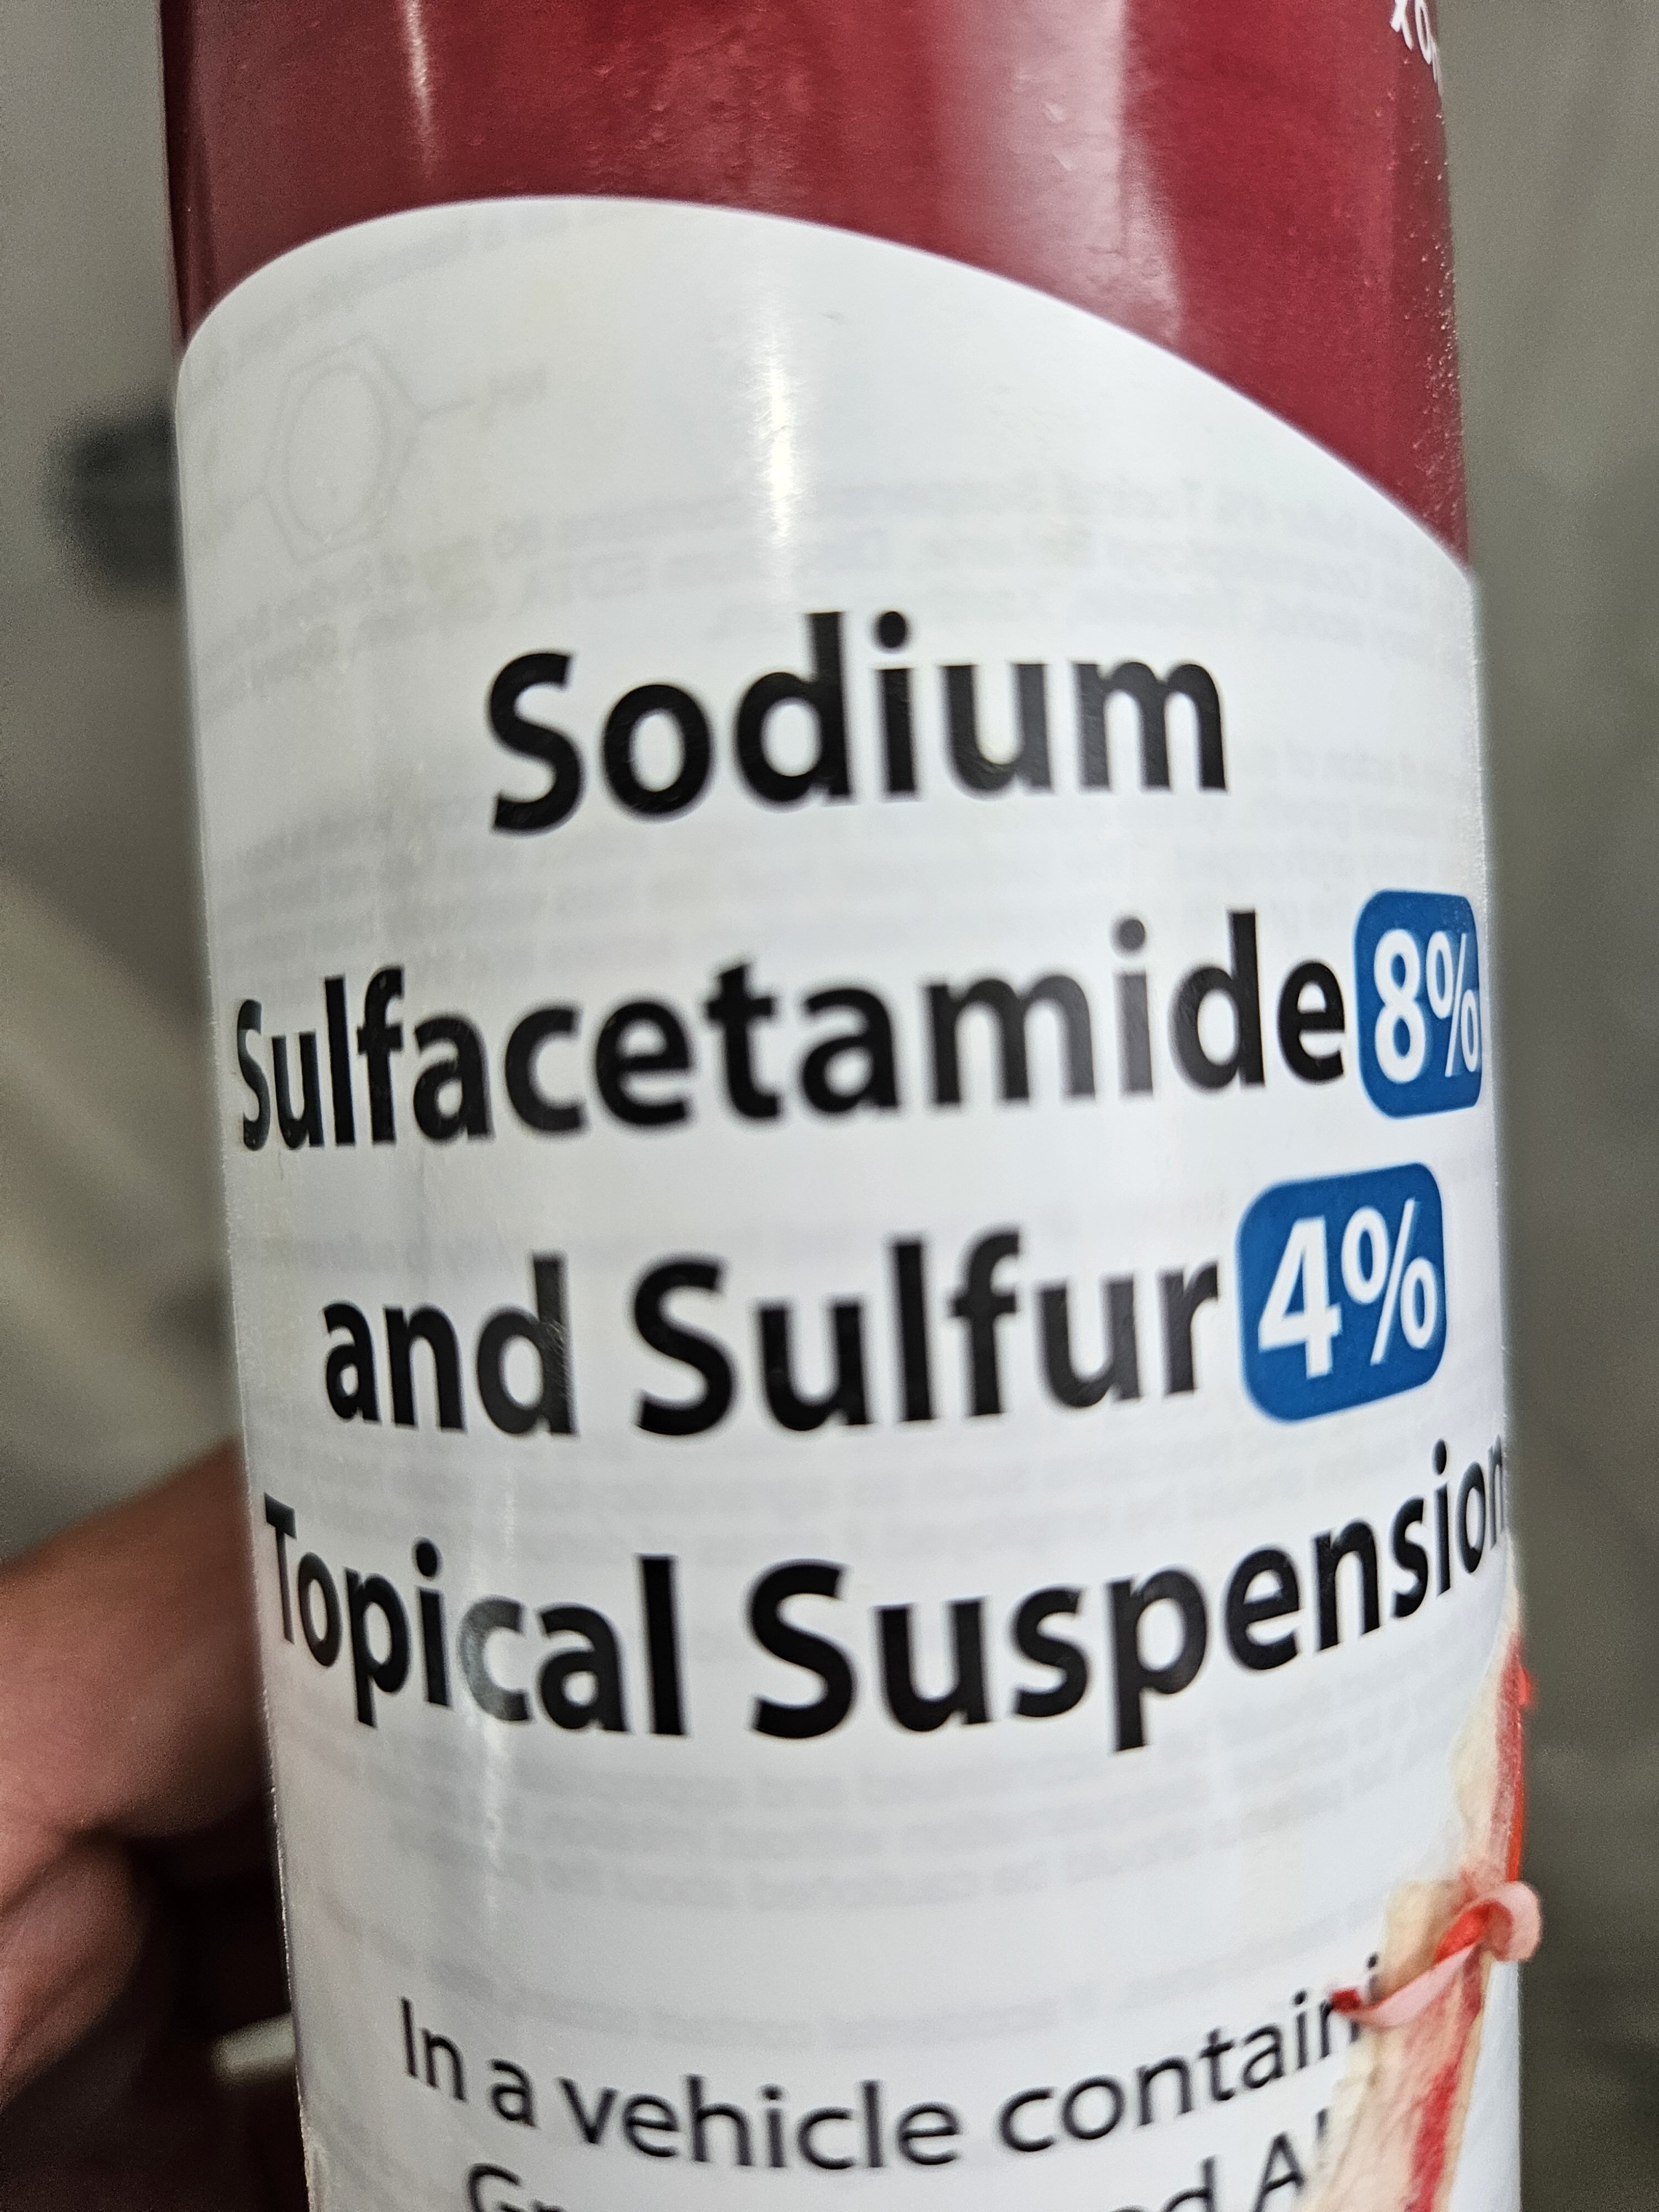 Sodium
Sulfacetamide 8%
and Sulfur 4%
Topical Suspension
In a vehicle contain